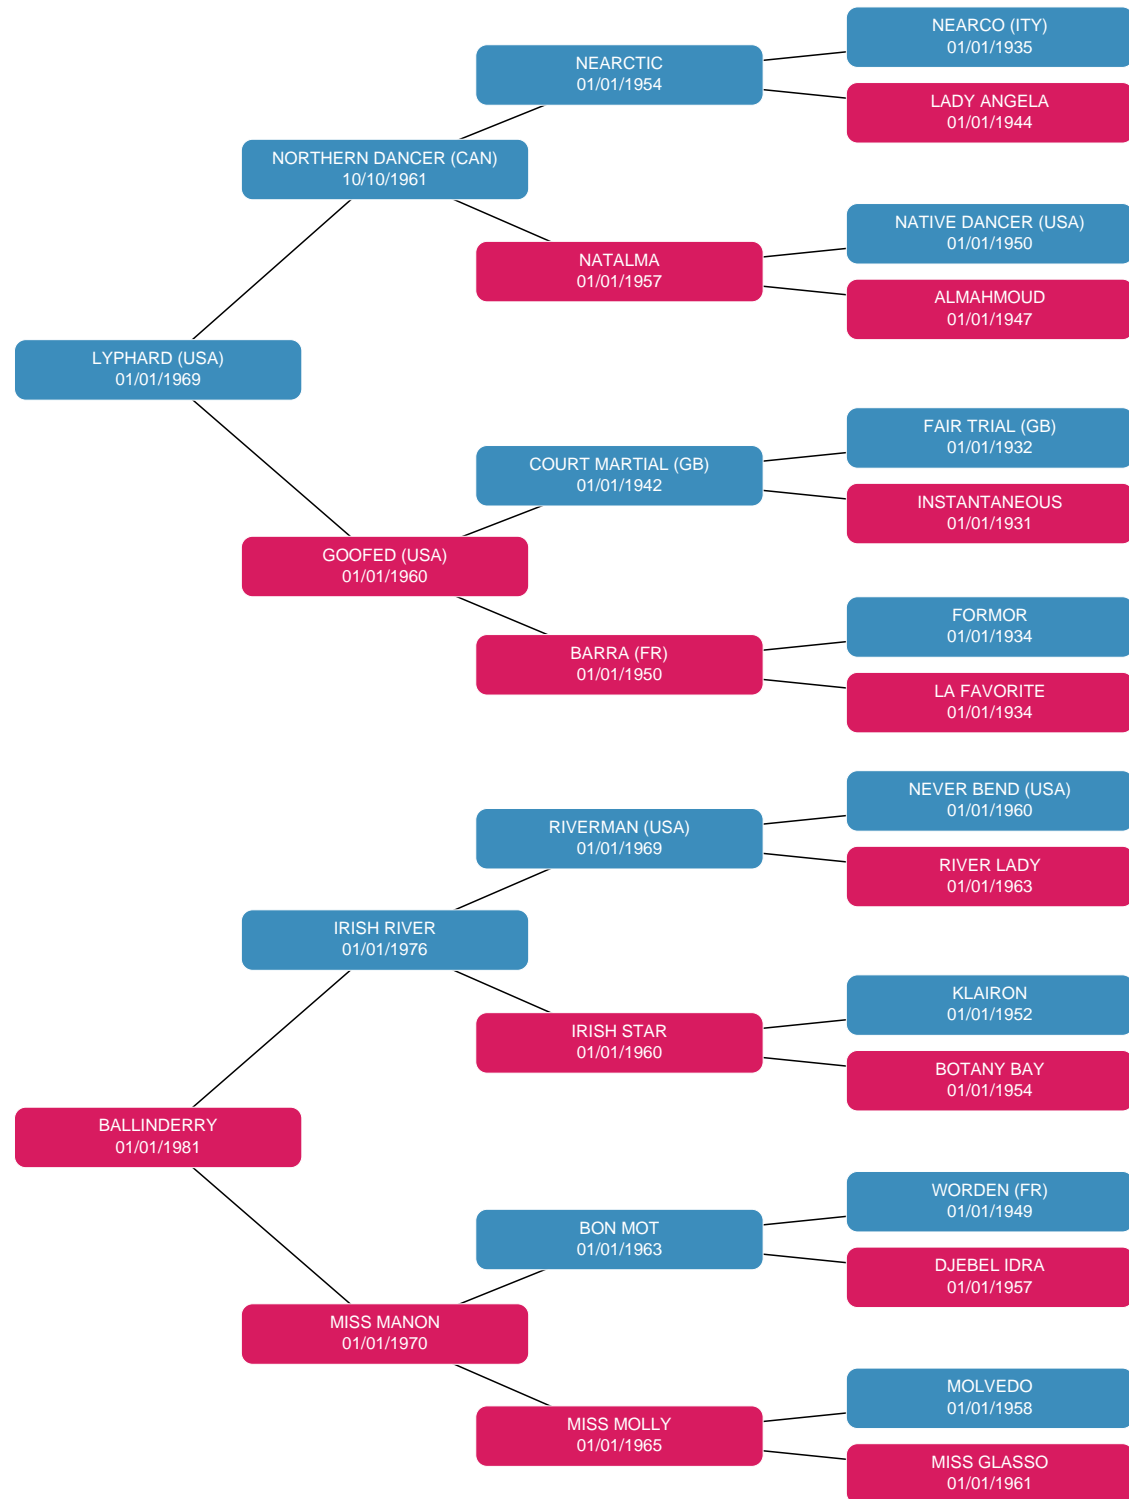 NEARCO (ITY)
01/01/1935
NEARCTIC
01/01/1954
LADY ANGELA
01/01/1944
NORTHERN DANCER (CAN)
10/10/1961
NATIVE DANCER (USA)
01/01/1950
NATALMA
01/01/1957
ALMAHMOUD
01/01/1947
LYPHARD (USA)
01/01/1969
FAIR TRIAL (GB)
01/01/1932
COURT MARTIAL (GB)
01/01/1942
INSTANTANEOUS
01/01/1931
GOOFED (USA)
01/01/1960
FORMOR
01/01/1934
BARRA (FR)
01/01/1950
LA FAVORITE
01/01/1934
NEVER BEND (USA)
01/01/1960
RIVERMAN (USA)
01/01/1969
RIVER LADY
01/01/1963
IRISH RIVER
01/01/1976
KLAIRON
01/01/1952
IRISH STAR
01/01/1960
BOTANY BAY
01/01/1954
BALLINDERRY
01/01/1981
WORDEN (FR)
01/01/1949
BON MOT
01/01/1963
DJEBEL IDRA
01/01/1957
MISS MANON
01/01/1970
MOLVEDO
01/01/1958
MISS MOLLY
01/01/1965
MISS GLASSO
01/01/1961